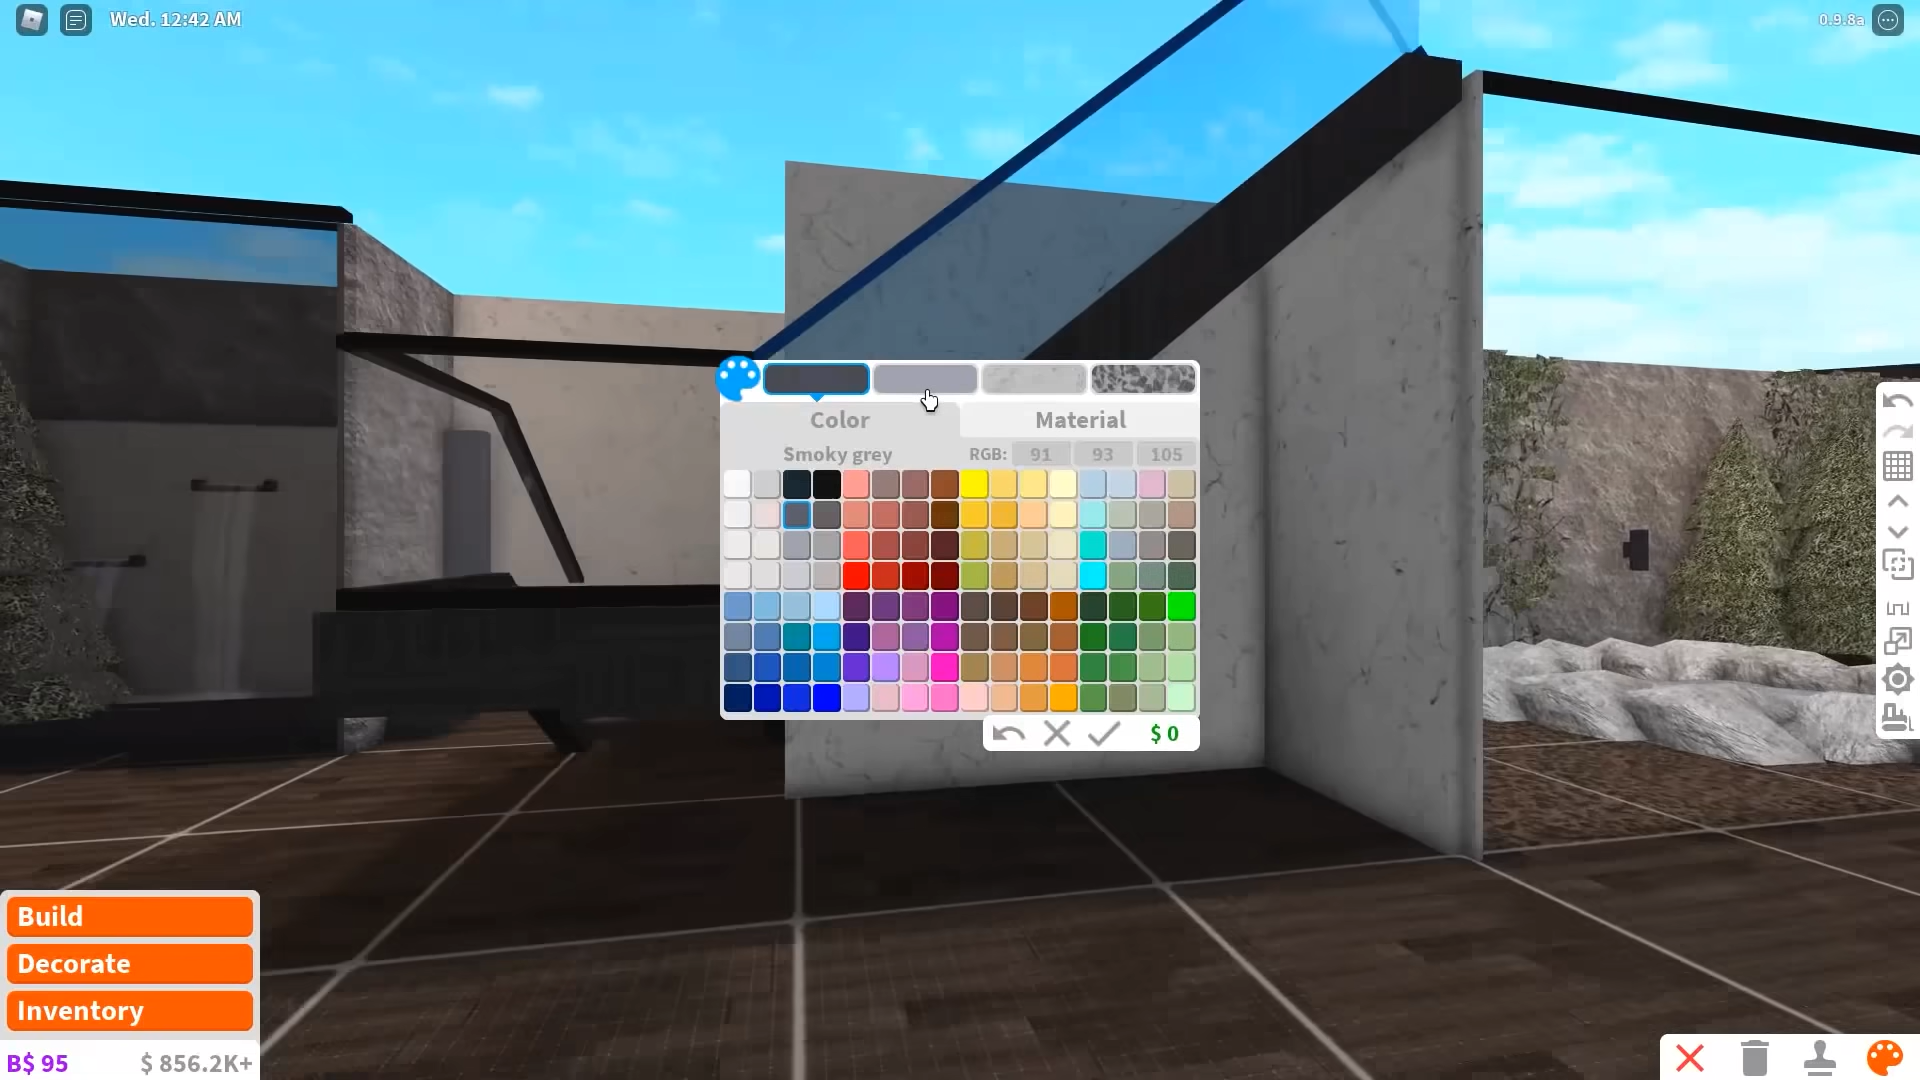 Wed. 12:42 AM
0.9.8a
Color
Material
Smoky grey
RGB: 91 93 105
$ 0
Build
Decorate
Inventory
B$ 95
$ 856.2K+